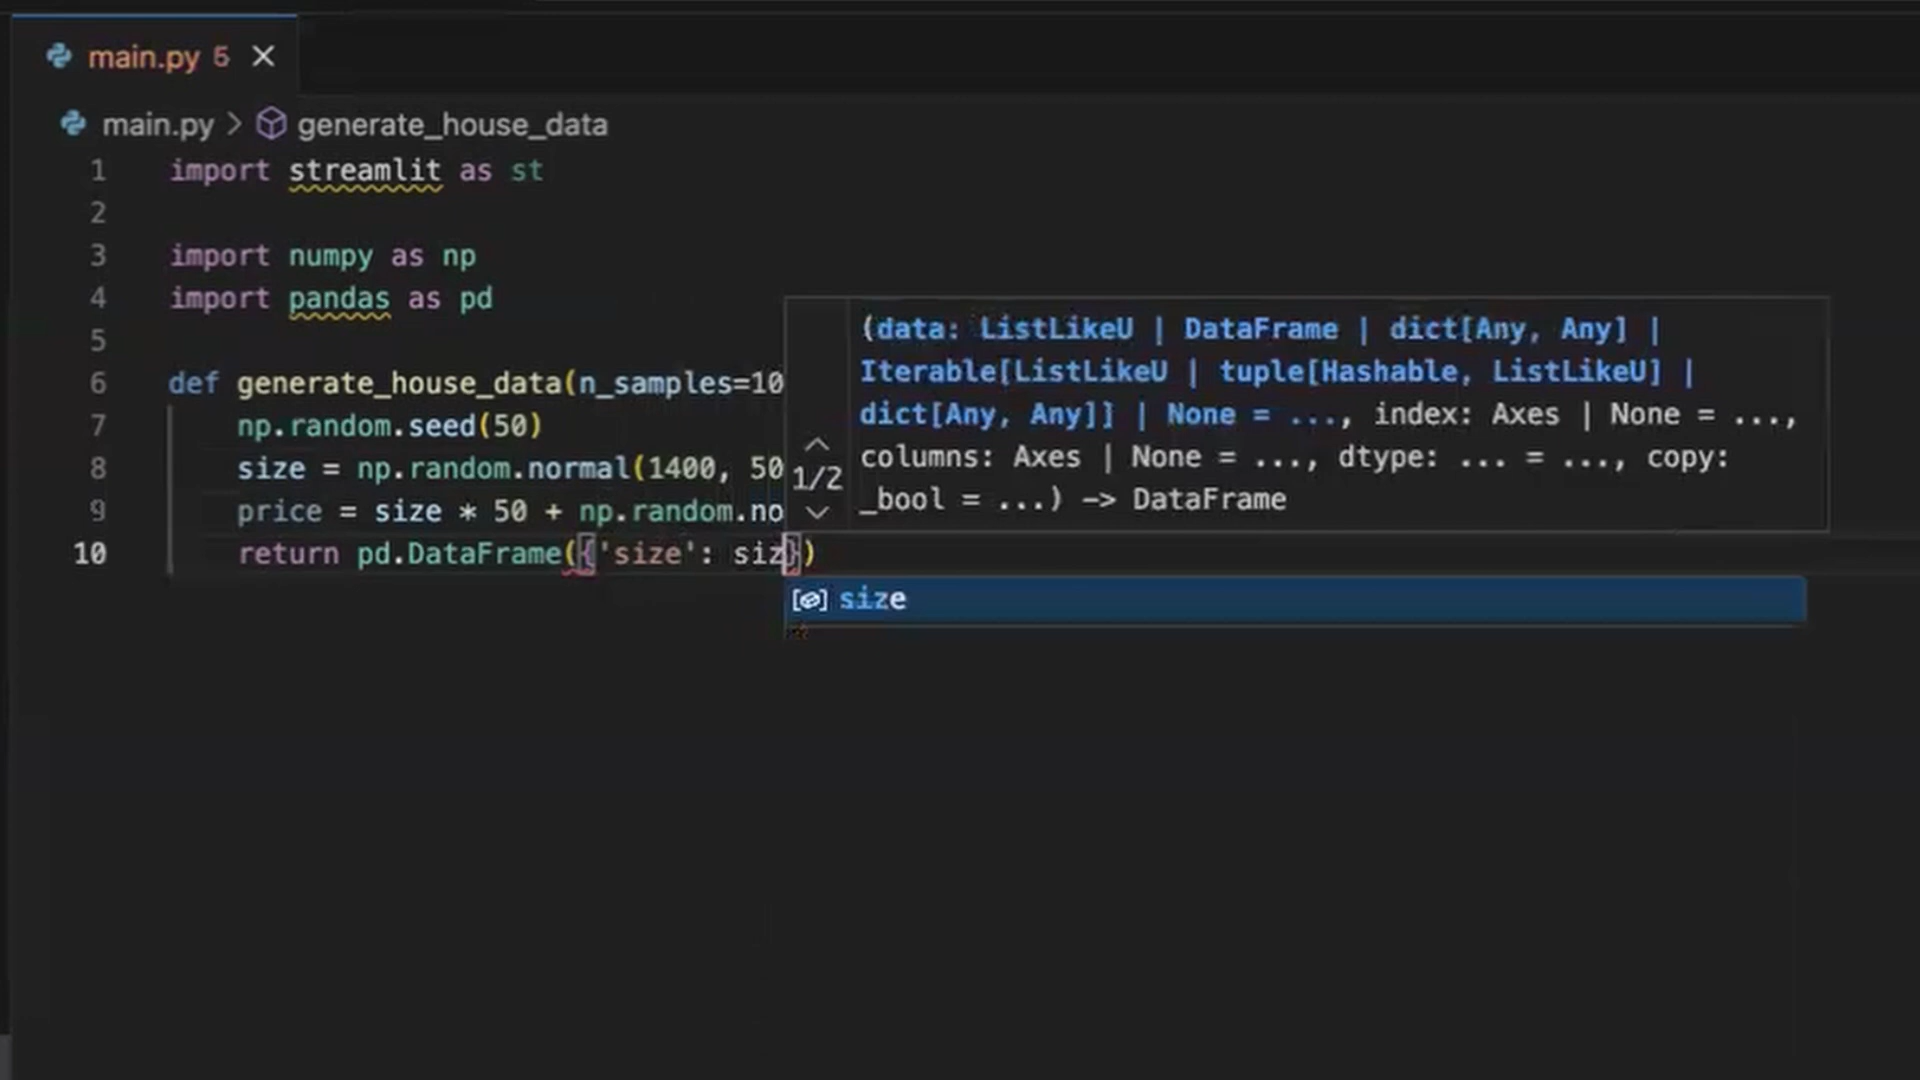 main.py 5
main.py > generate_house_data
1 import streamlit as st
2
3 import numpy as np
4 import pandas as pd
5
6 def generate_house_data(n_samples=10
7 np.random.seed(50)
8 size = np.random.normal(1400, 50
9 price = size * 50 + np.random.no
10 return pd.DataFrame({'size': siz})
(data: ListLikeU | DataFrame | dict[Any, Any] |
Iterable[ListLikeU | tuple[Hashable, ListLikeU] |
dict[Any, Any]] | None = ..., index: Axes | None = ...,
1/2 columns: Axes | None = ..., dtype: ... = ..., copy:
_bool = ...) -> DataFrame
size